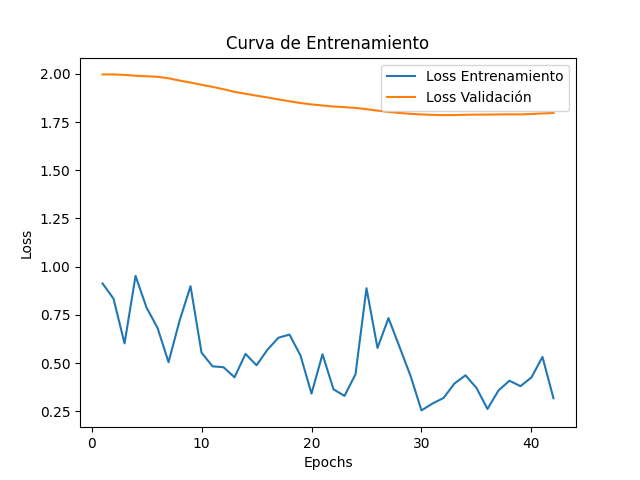 Curva de Entrenamiento
Loss Entrenamiento
Loss Validación
2.00
1.75
1.50
1.25
1.00
0.75
0.50
0.25
Loss
0
10
20
30
40
Epochs